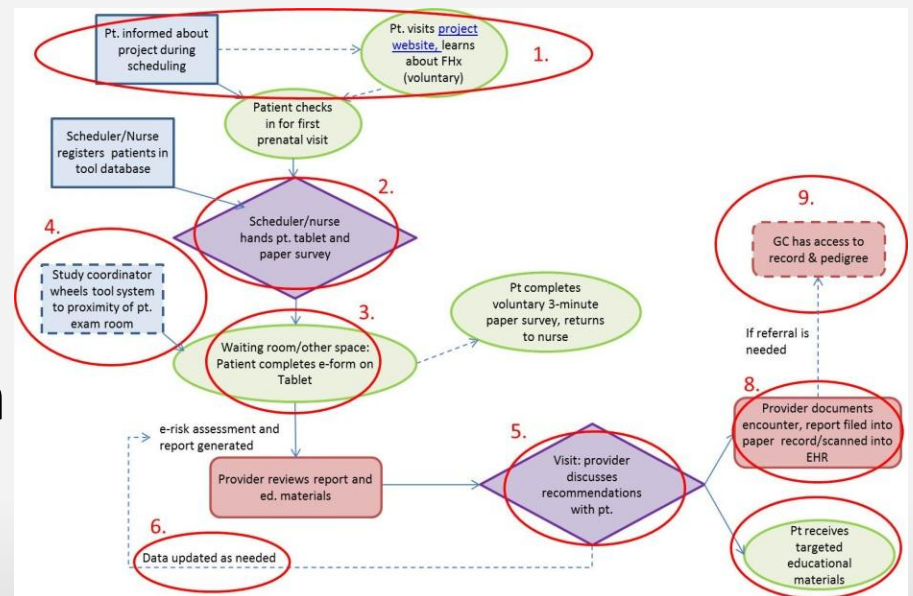 Pt. informed about
project during
scheduling
Pt. visits project
website, learns
about FHx
(voluntary)
1.
Patient checks
in for first
prenatal visit
Scheduler/Nurse
registers patients in
tool database
2.
Scheduler/nurse
hands pt. tablet and
paper survey
4.
Study coordinator
wheels tool system
to proximity of pt.
exam room
3.
Waiting room/other space:
Patient completes e-form on
Tablet
Pt completes
voluntary 3-minute
paper survey, returns
to nurse
9.
GC has access to
record & pedigree
If referral is
needed
e-risk assessment and
report generated
Provider reviews report and
ed. materials
5.
Visit: provider
discusses
recommendations
with pt.
8.
Provider documents
encounter, report filed into
paper record/scanned into
EHR
6.
Data updated as needed
Pt receives
targeted
educational
materials